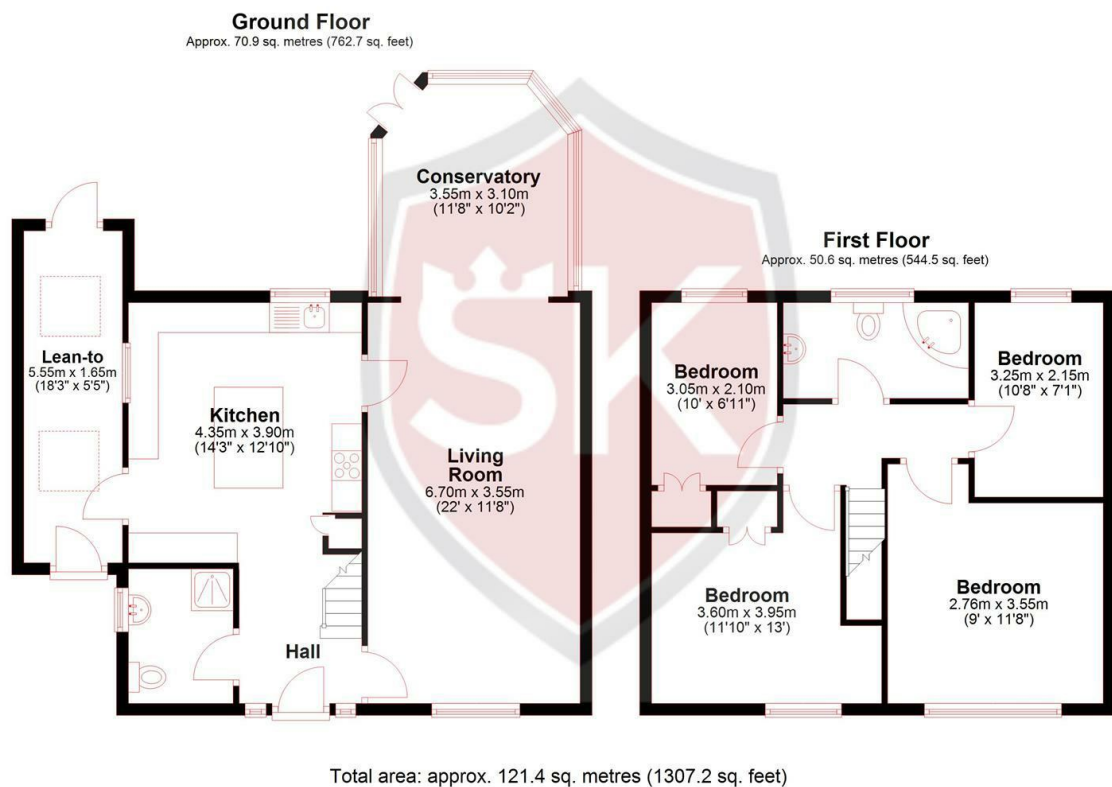 Ground Floor
Approx. 70.9 sq. metres (762.7 sq. feet)
Conservatory
3.55m x 3.10m
(11'8" x 10'2")
First Floor
Approx. 50.6 sq. metres (544.5 sq. feet)
SK
Lean-to
5.55m x 1.65m
(18'3" x 5'5")
Kitchen
4.35m x 3.90m
(14'3" x 12'10")
Living
Room
6.70m x 3.55m
(22' x 11'8")
Hall
Bedroom
3.05m x 2.10m
(10' x 6'11")
Bedroom
3.25m x 2.15m
(10'8" x 7'1")
Bedroom
3.60m x 3.95m
(11'10" x 13')
Bedroom
2.76m x 3.55m
(9' x 11'8")
Total area: approx. 121.4 sq. metres (1307.2 sq. feet)